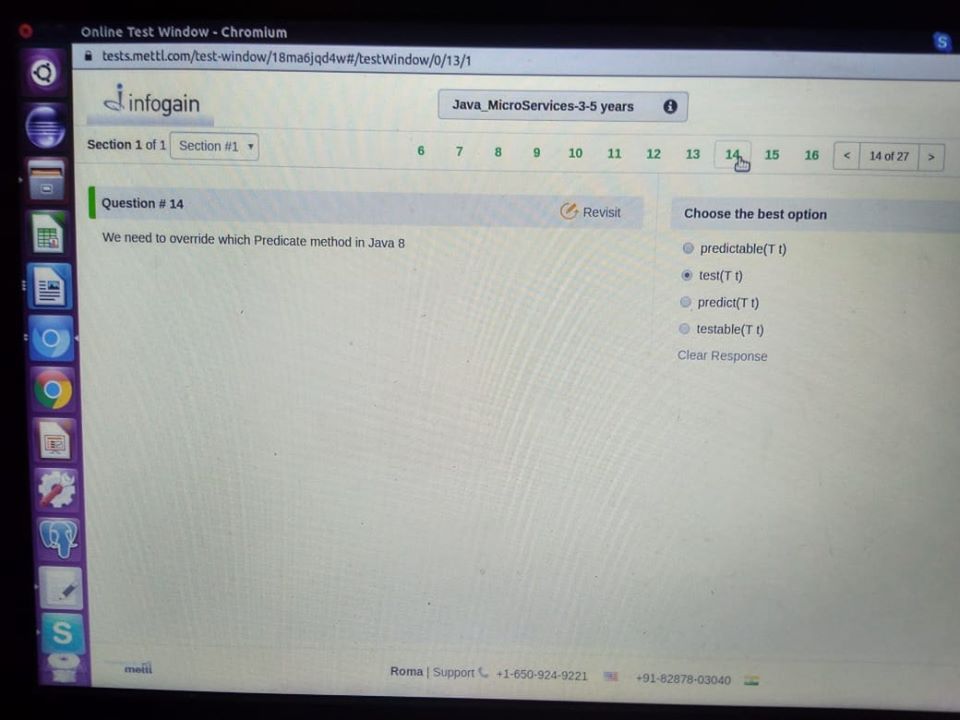 Online Test Window - Chromium
tests.mettl.com/test-window/18ma6jqd4w#/testWindow/0/13/1
infogain
Java_MicroServices-3-5 years
Section 1 of 1 Section #1
6 7 8 9 10 11 12 13 14 15 16 < 14 of 27 >
Question # 14
Revisit
We need to override which Predicate method in Java 8
Choose the best option
predictable(T t)
test(T t)
predict(T t)
testable(T t)
Clear Response
mettl
Roma | Support +1-650-924-9221 +91-82878-03040
S
S